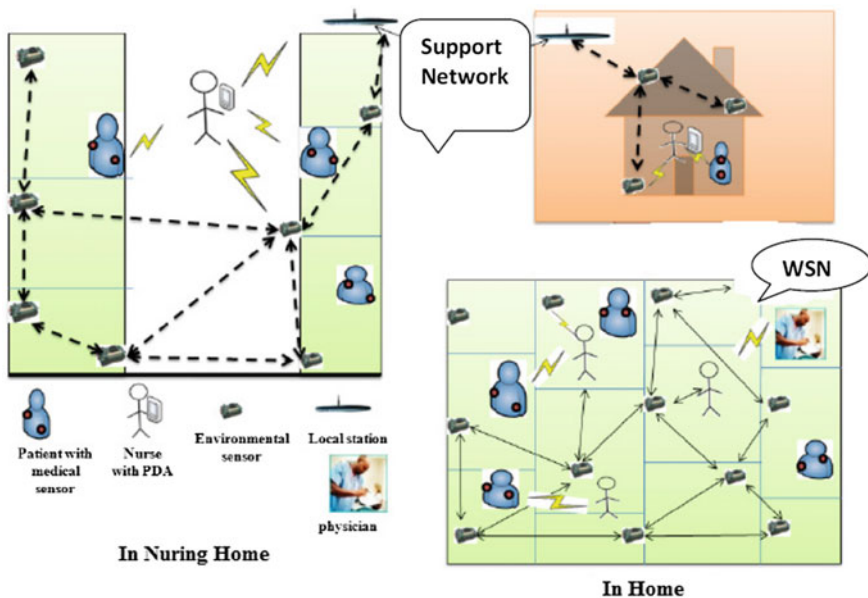 Support
Network
WSN
Patient with
medical
sensor
Nurse
with PDA
Environmental
sensor
Local station
physician
In Nuring Home
In Home